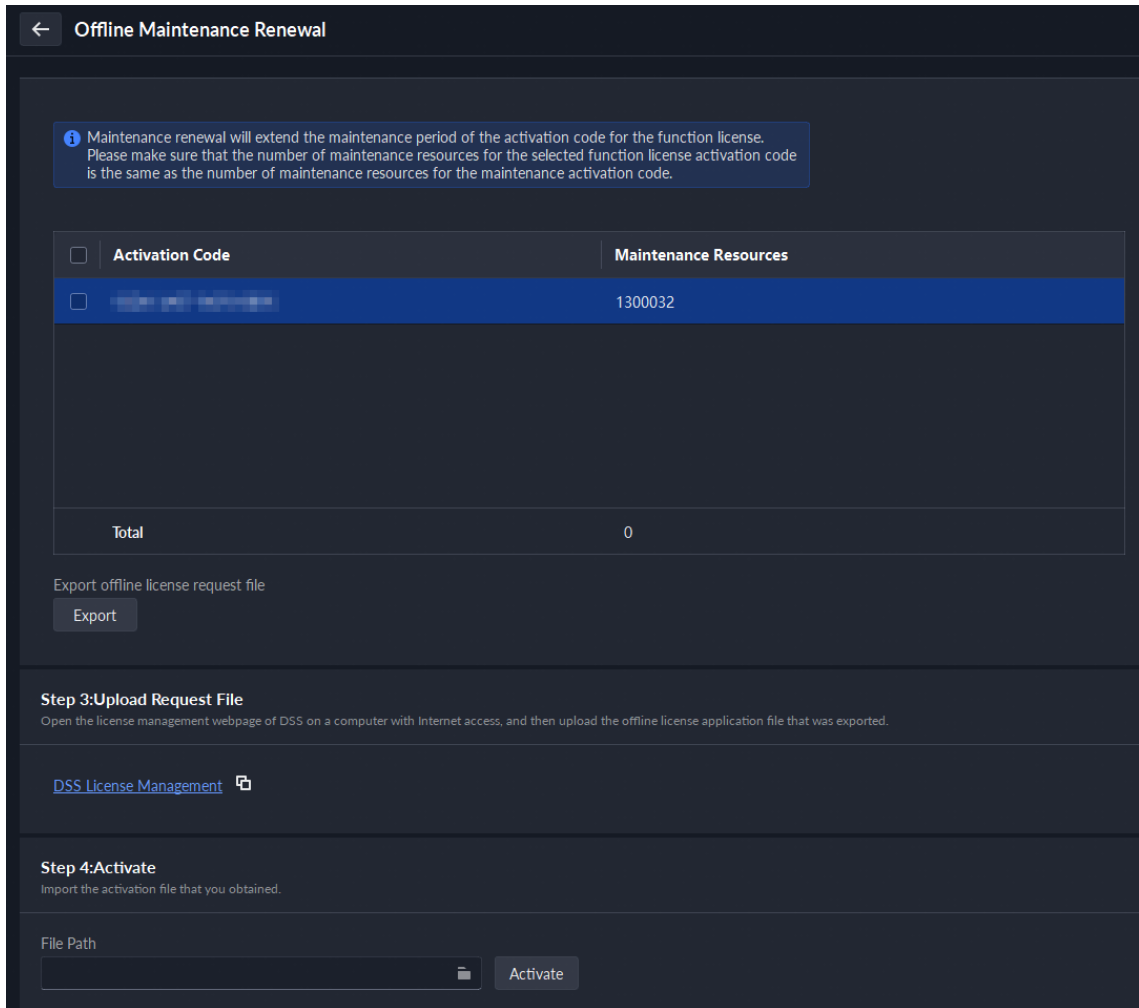 Offline Maintenance Renewal
Maintenance renewal will extend the maintenance period of the activation code for the function license.
Please make sure that the number of maintenance resources for the selected function license activation code
is the same as the number of maintenance resources for the maintenance activation code.
Activation Code Maintenance Resources
1300032
Total 0
Export offline license request file
Export
Step 3:Upload Request File
Open the license management webpage of DSS on a computer with Internet access, and then upload the offline license application file that was exported.
DSS License Management
Step 4:Activate
Import the activation file that you obtained.
File Path
Activate